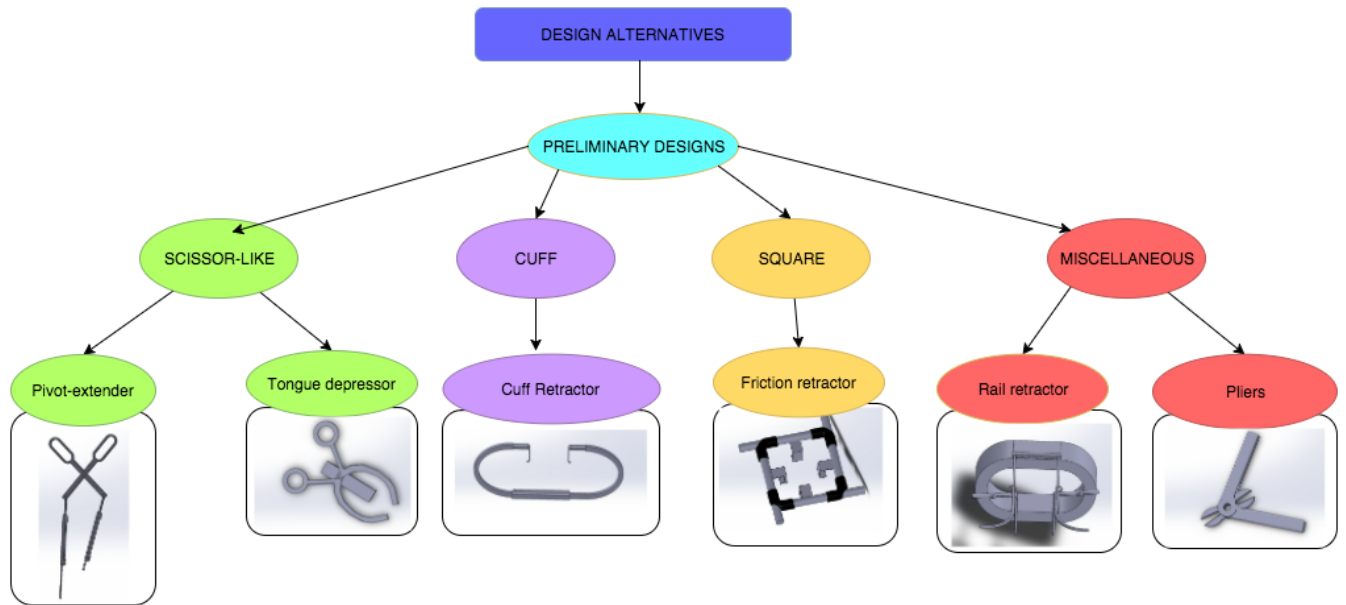 DESIGN ALTERNATIVES
PRELIMINARY DESIGNS
SCISSOR-LIKE
CUFF
SQUARE
MISCELLANEOUS
Pivot-extender
Tongue depressor
Cuff Retractor
Friction retractor
Rail retractor
Pliers